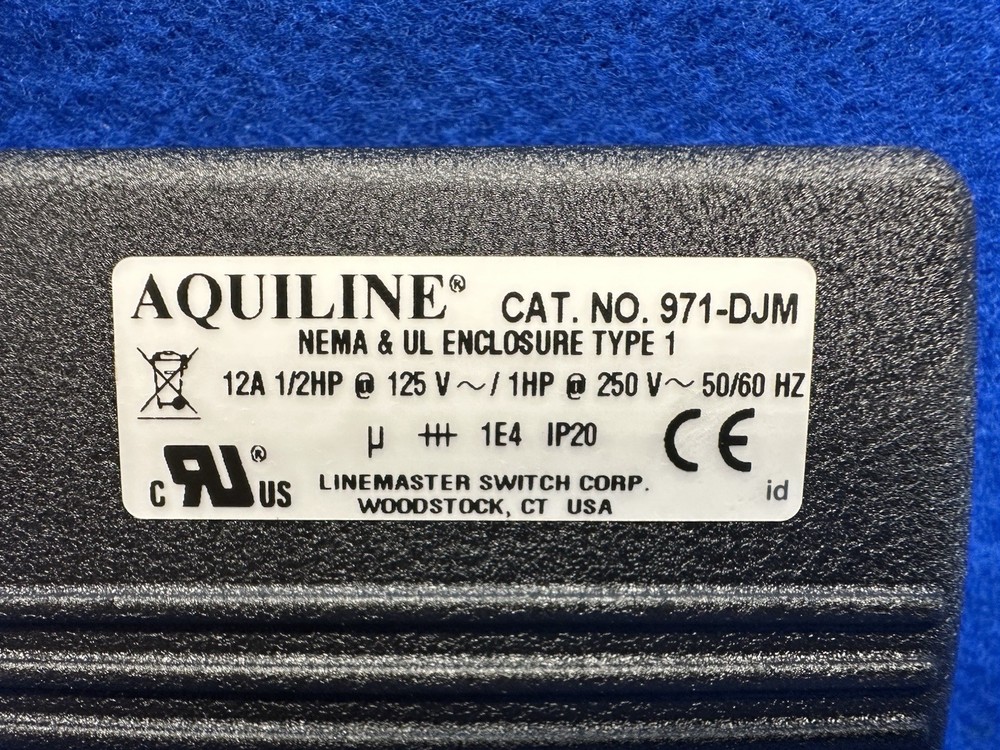 AQUILINE® CAT. NO. 971-DJM
NEMA & UL ENCLOSURE TYPE 1
12A 1/2HP @ 125 V ~ / 1HP @ 250 V ~ 50/60 HZ
µ 1E4 IP20
CE
C RU® US
LINEMASTER SWITCH CORP.
WOODSTOCK, CT USA
id